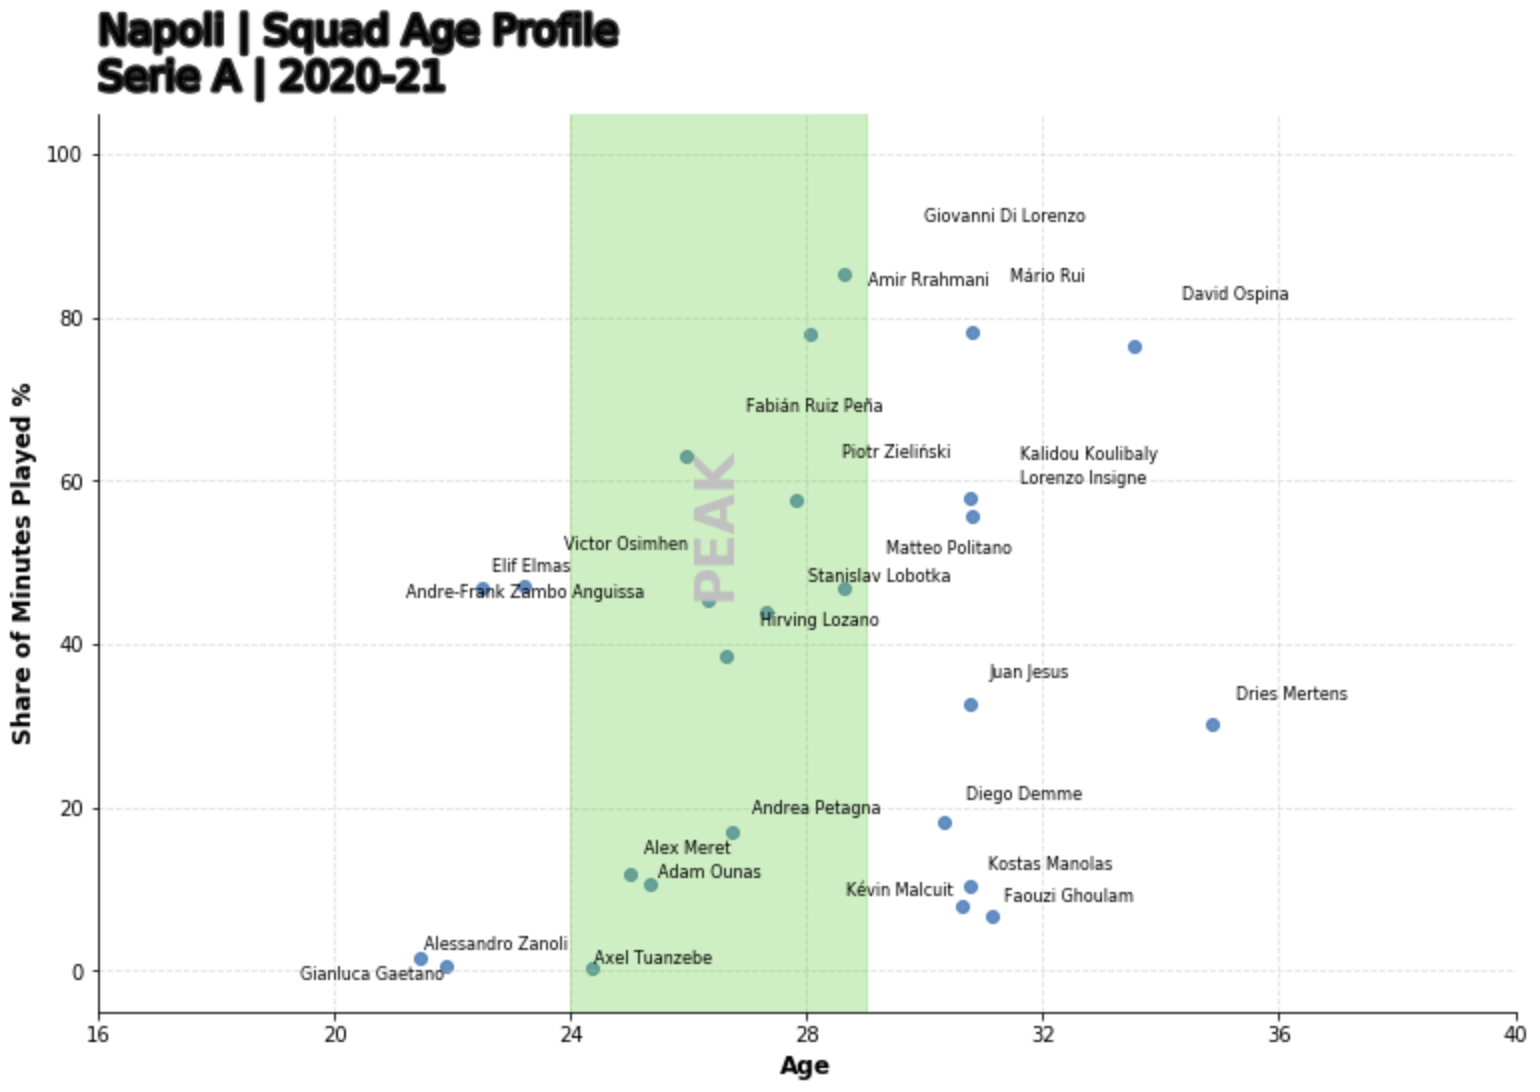 Napoli | Squad Age Profile
Serie A | 2020-21
100
80
60
40
20
0
Share of Minutes Played %
PEAK
Giovanni Di Lorenzo
Amir Rrahmani
Mário Rui
David Ospina
Fabián Ruiz Peña
Piotr Zieliński
Kalidou Koulibaly
Lorenzo Insigne
Victor Osimhen
Matteo Politano
Elif Elmas
Stanislav Lobotka
Andre-Frank Zambo Anguissa
Hirving Lozano
Juan Jesus
Dries Mertens
Diego Demme
Andrea Petagna
Alex Meret
Adam Ounas
Kostas Manolas
Kévin Malcuit
Faouzi Ghoulam
Alessandro Zanoli
Axel Tuanzebe
Gianluca Gaetano
16
20
24
28
32
36
40
Age